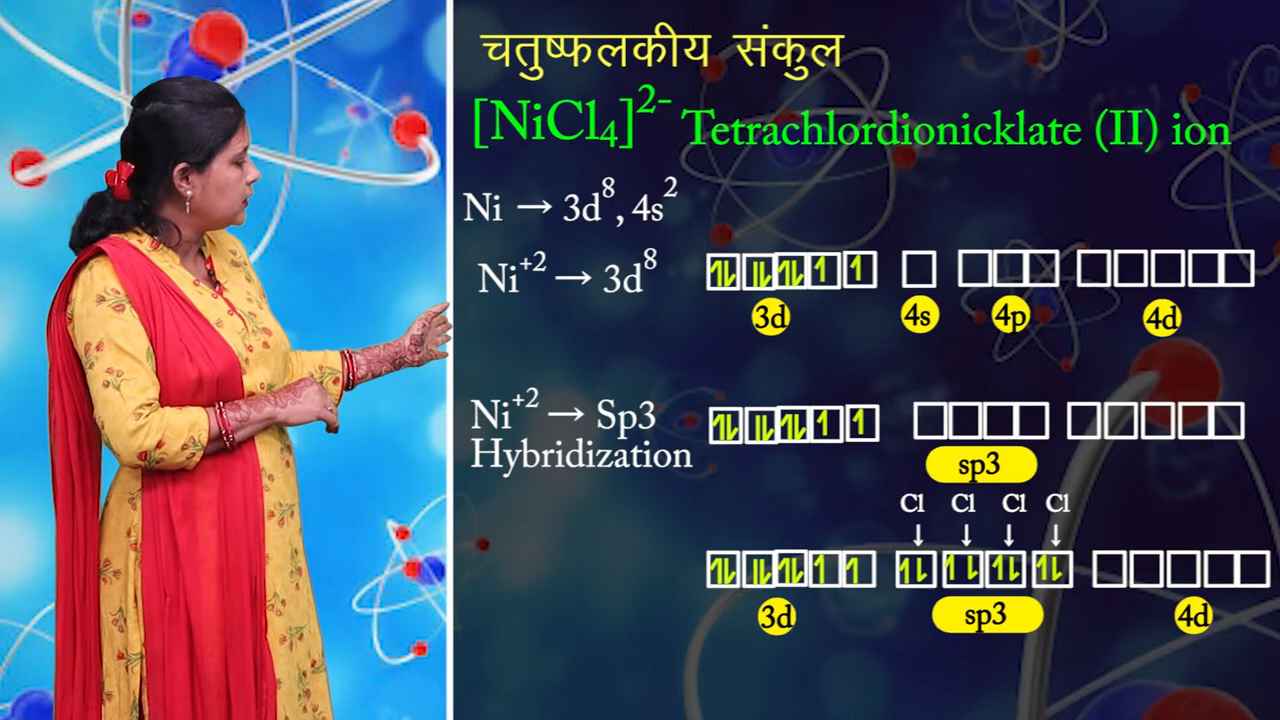 चतुष्फलकीय संकुल
[NiCl₄]²⁻ Tetrachlordionicklate (II) ion
Ni → 3d⁸, 4s²
Ni⁺² → 3d⁸
3d 4s 4p 4d
Ni⁺² → Sp3
Hybridization
sp3
Cl Cl Cl Cl
3d sp3 4d